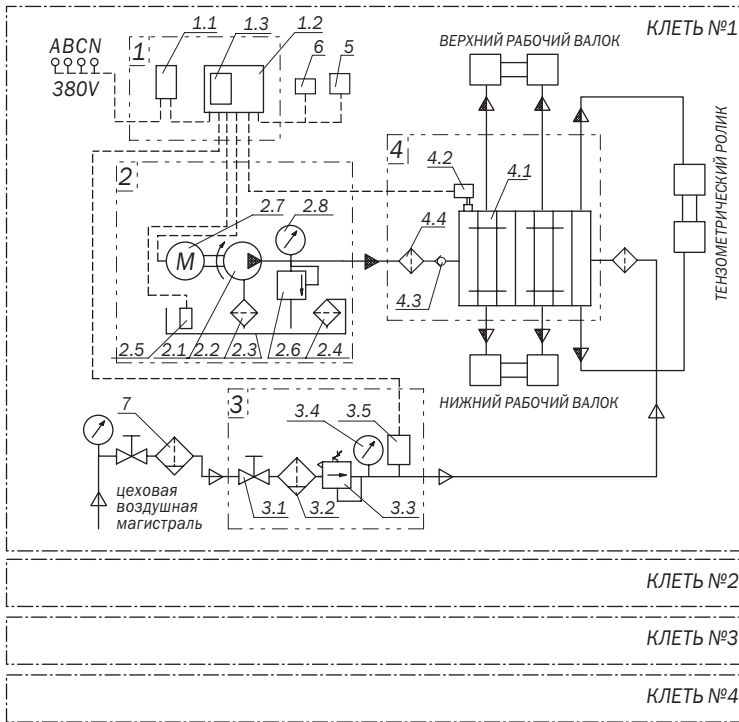 КЛЕТЬ №1
ABCN
380V
1
1.1
1.3
1.2
6
5
ВЕРХНИЙ РАБОЧИЙ ВАЛОК
ТЕНЗОМЕТРИЧЕСКИЙ РОЛИК
2
2.7
2.8
M
4
4.2
4.1
4.4
4.3
2.5
2.1
2.2
2.3
2.6
2.4
НИЖНИЙ РАБОЧИЙ ВАЛОК
7
3
3.4
3.5
цеховая
воздушная
магистраль
3.1
3.2
3.3
КЛЕТЬ №2
КЛЕТЬ №3
КЛЕТЬ №4